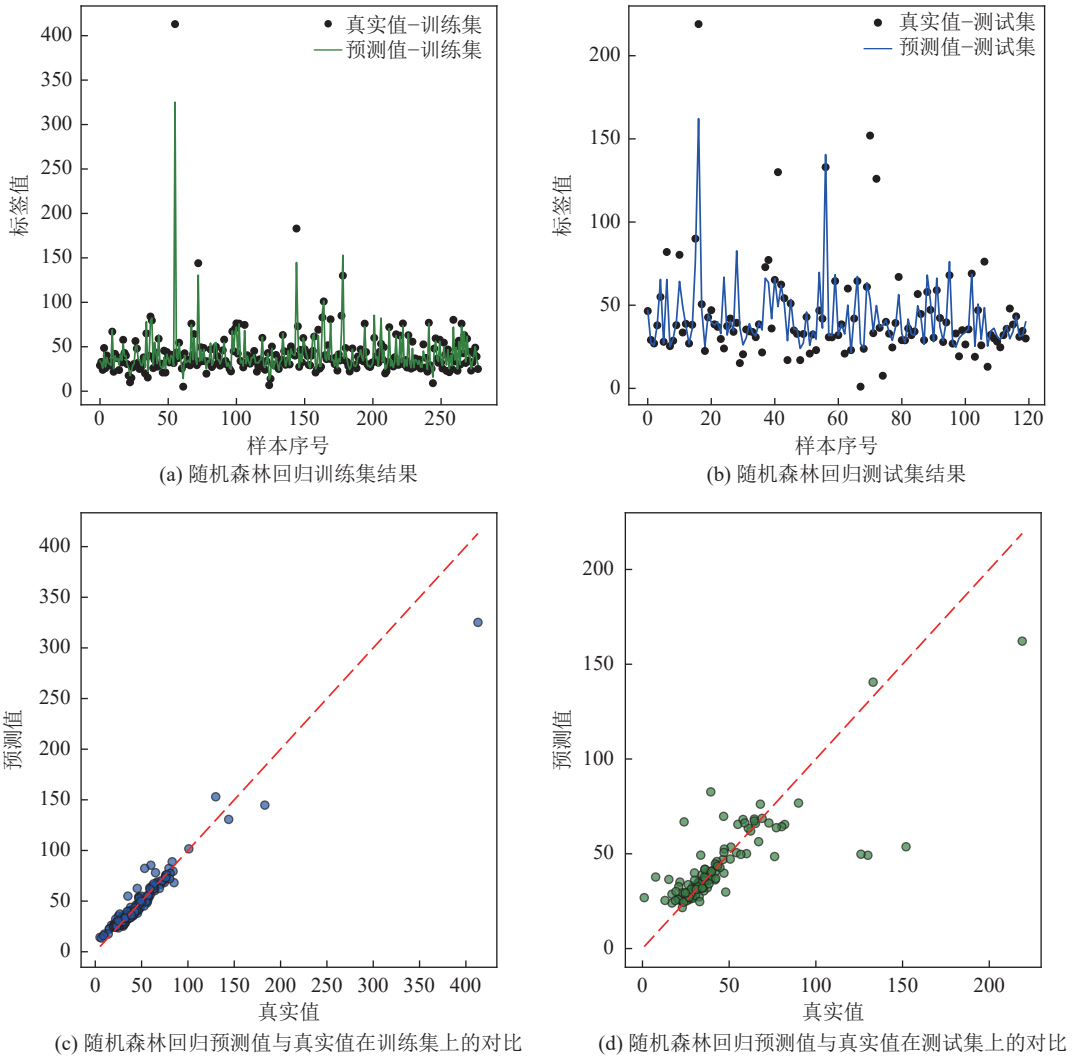 真实值–训练集
预测值–训练集
400
350
300
250
200
150
100
50
0
标签值
0 50 100 150 200 250
样本序号
(a) 随机森林回归训练集结果
真实值–测试集
预测值–测试集
200
150
100
50
0
标签值
0 20 40 60 80 100 120
样本序号
(b) 随机森林回归测试集结果
400
350
300
250
200
150
100
50
0
预测值
0 50 100 150 200 250 300 350 400
真实值
(c) 随机森林回归预测值与真实值在训练集上的对比
200
150
100
50
0
预测值
0 50 100 150 200
真实值
(d) 随机森林回归预测值与真实值在测试集上的对比